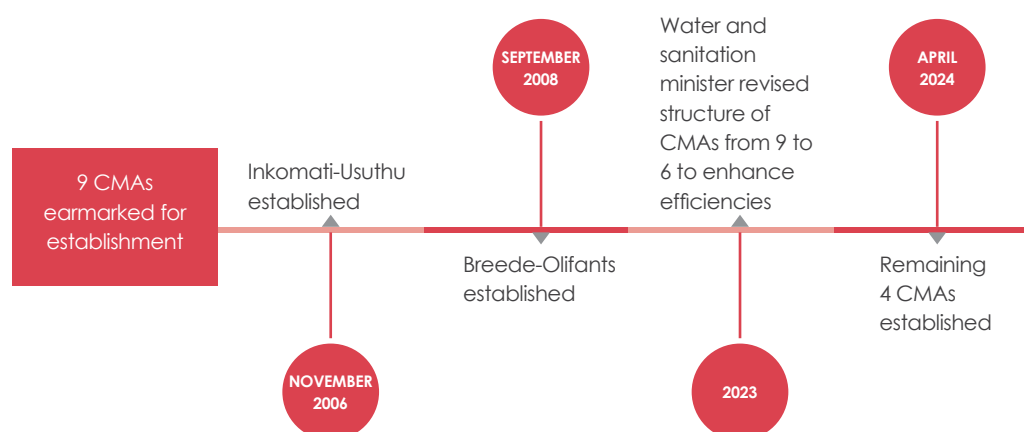 9 CMAs
earmarked for
establishment
Inkomati-Usuthu
established
NOVEMBER
2006
SEPTEMBER
2008
Breede-Olifants
established
Water and
sanitation
minister revised
structure of
CMAs from 9 to
6 to enhance
efficiencies
2023
APRIL
2024
Remaining
4 CMAs
established